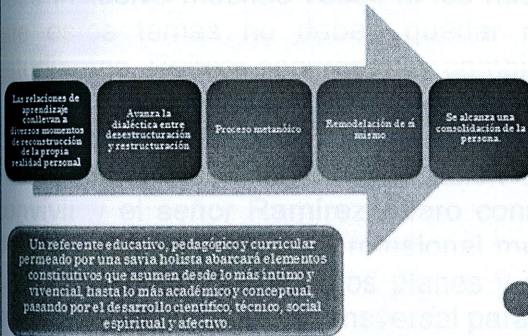 Las relaciones de
aprendizaje
conllevan a
diversos momentos
de reconstrucción
de la propia
realidad personal
Avanza la
dialéctica entre
desestructuración
y restructuración
Proceso metanóico
Remodelación de sí
mismo
Se alcanza una
consolidación de la
persona.
Un referente educativo, pedagógico y curricular
permeado por una savia holista abarcará elementos
constitutivos que asumen desde lo más íntimo y
vivencial, hasta lo más académico y conceptual,
pasando por el desarrollo científico, técnico, social
espiritual y afectivo.